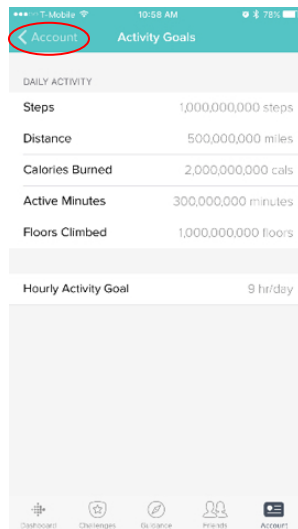 T-Mobile 10:58 AM 78%
Account Activity Goals
DAILY ACTIVITY
Steps 1,000,000,000 steps
Distance 500,000,000 miles
Calories Burned 2,000,000,000 cals
Active Minutes 300,000,000 minutes
Floors Climbed 1,000,000,000 floors
Hourly Activity Goal 9 hr/day
Dashboard Challenges Guidance Friends Account